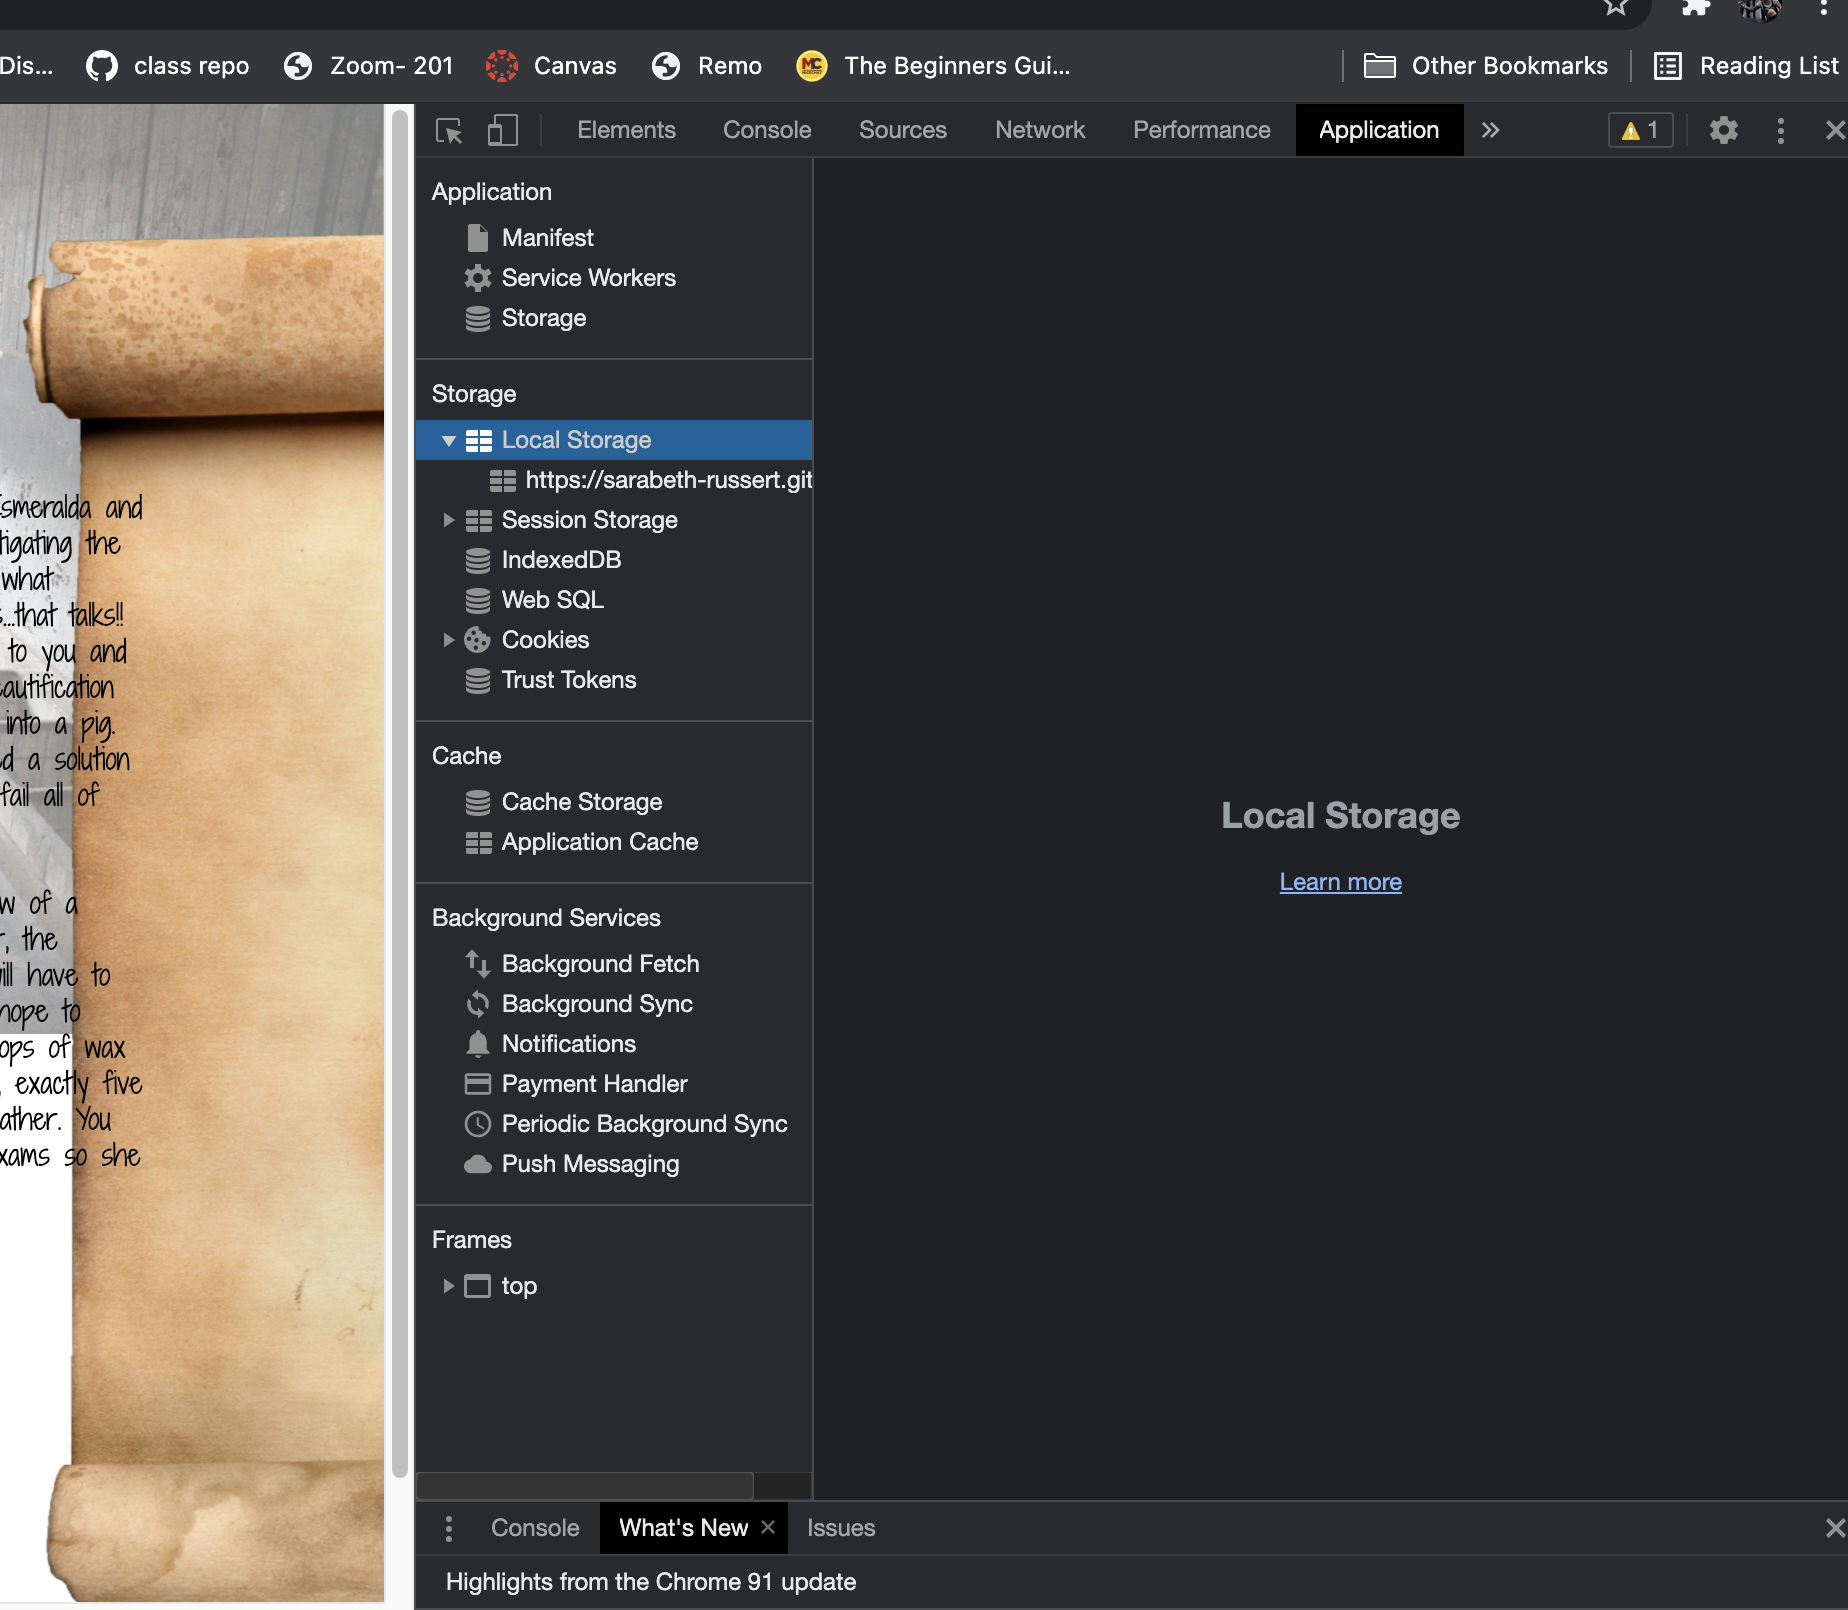 Dis...
class repo
Zoom- 201
Canvas
Remo
The Beginners Gui...
Other Bookmarks
Reading List
Elements
Console
Sources
Network
Performance
Application
1
smeralda and
tigating the
what
...that talks!!
to you and
eautification
into a pig.
d a solution
fail all of
w of a
r, the
ill have to
hope to
ops of wax
, exactly five
ather. You
xams so she
Application
Manifest
Service Workers
Storage
Storage
Local Storage
https://sarabeth-russert.git
Session Storage
IndexedDB
Web SQL
Cookies
Trust Tokens
Cache
Cache Storage
Application Cache
Background Services
Background Fetch
Background Sync
Notifications
Payment Handler
Periodic Background Sync
Push Messaging
Frames
top
Local Storage
Learn more
Console
What's New
Issues
Highlights from the Chrome 91 update